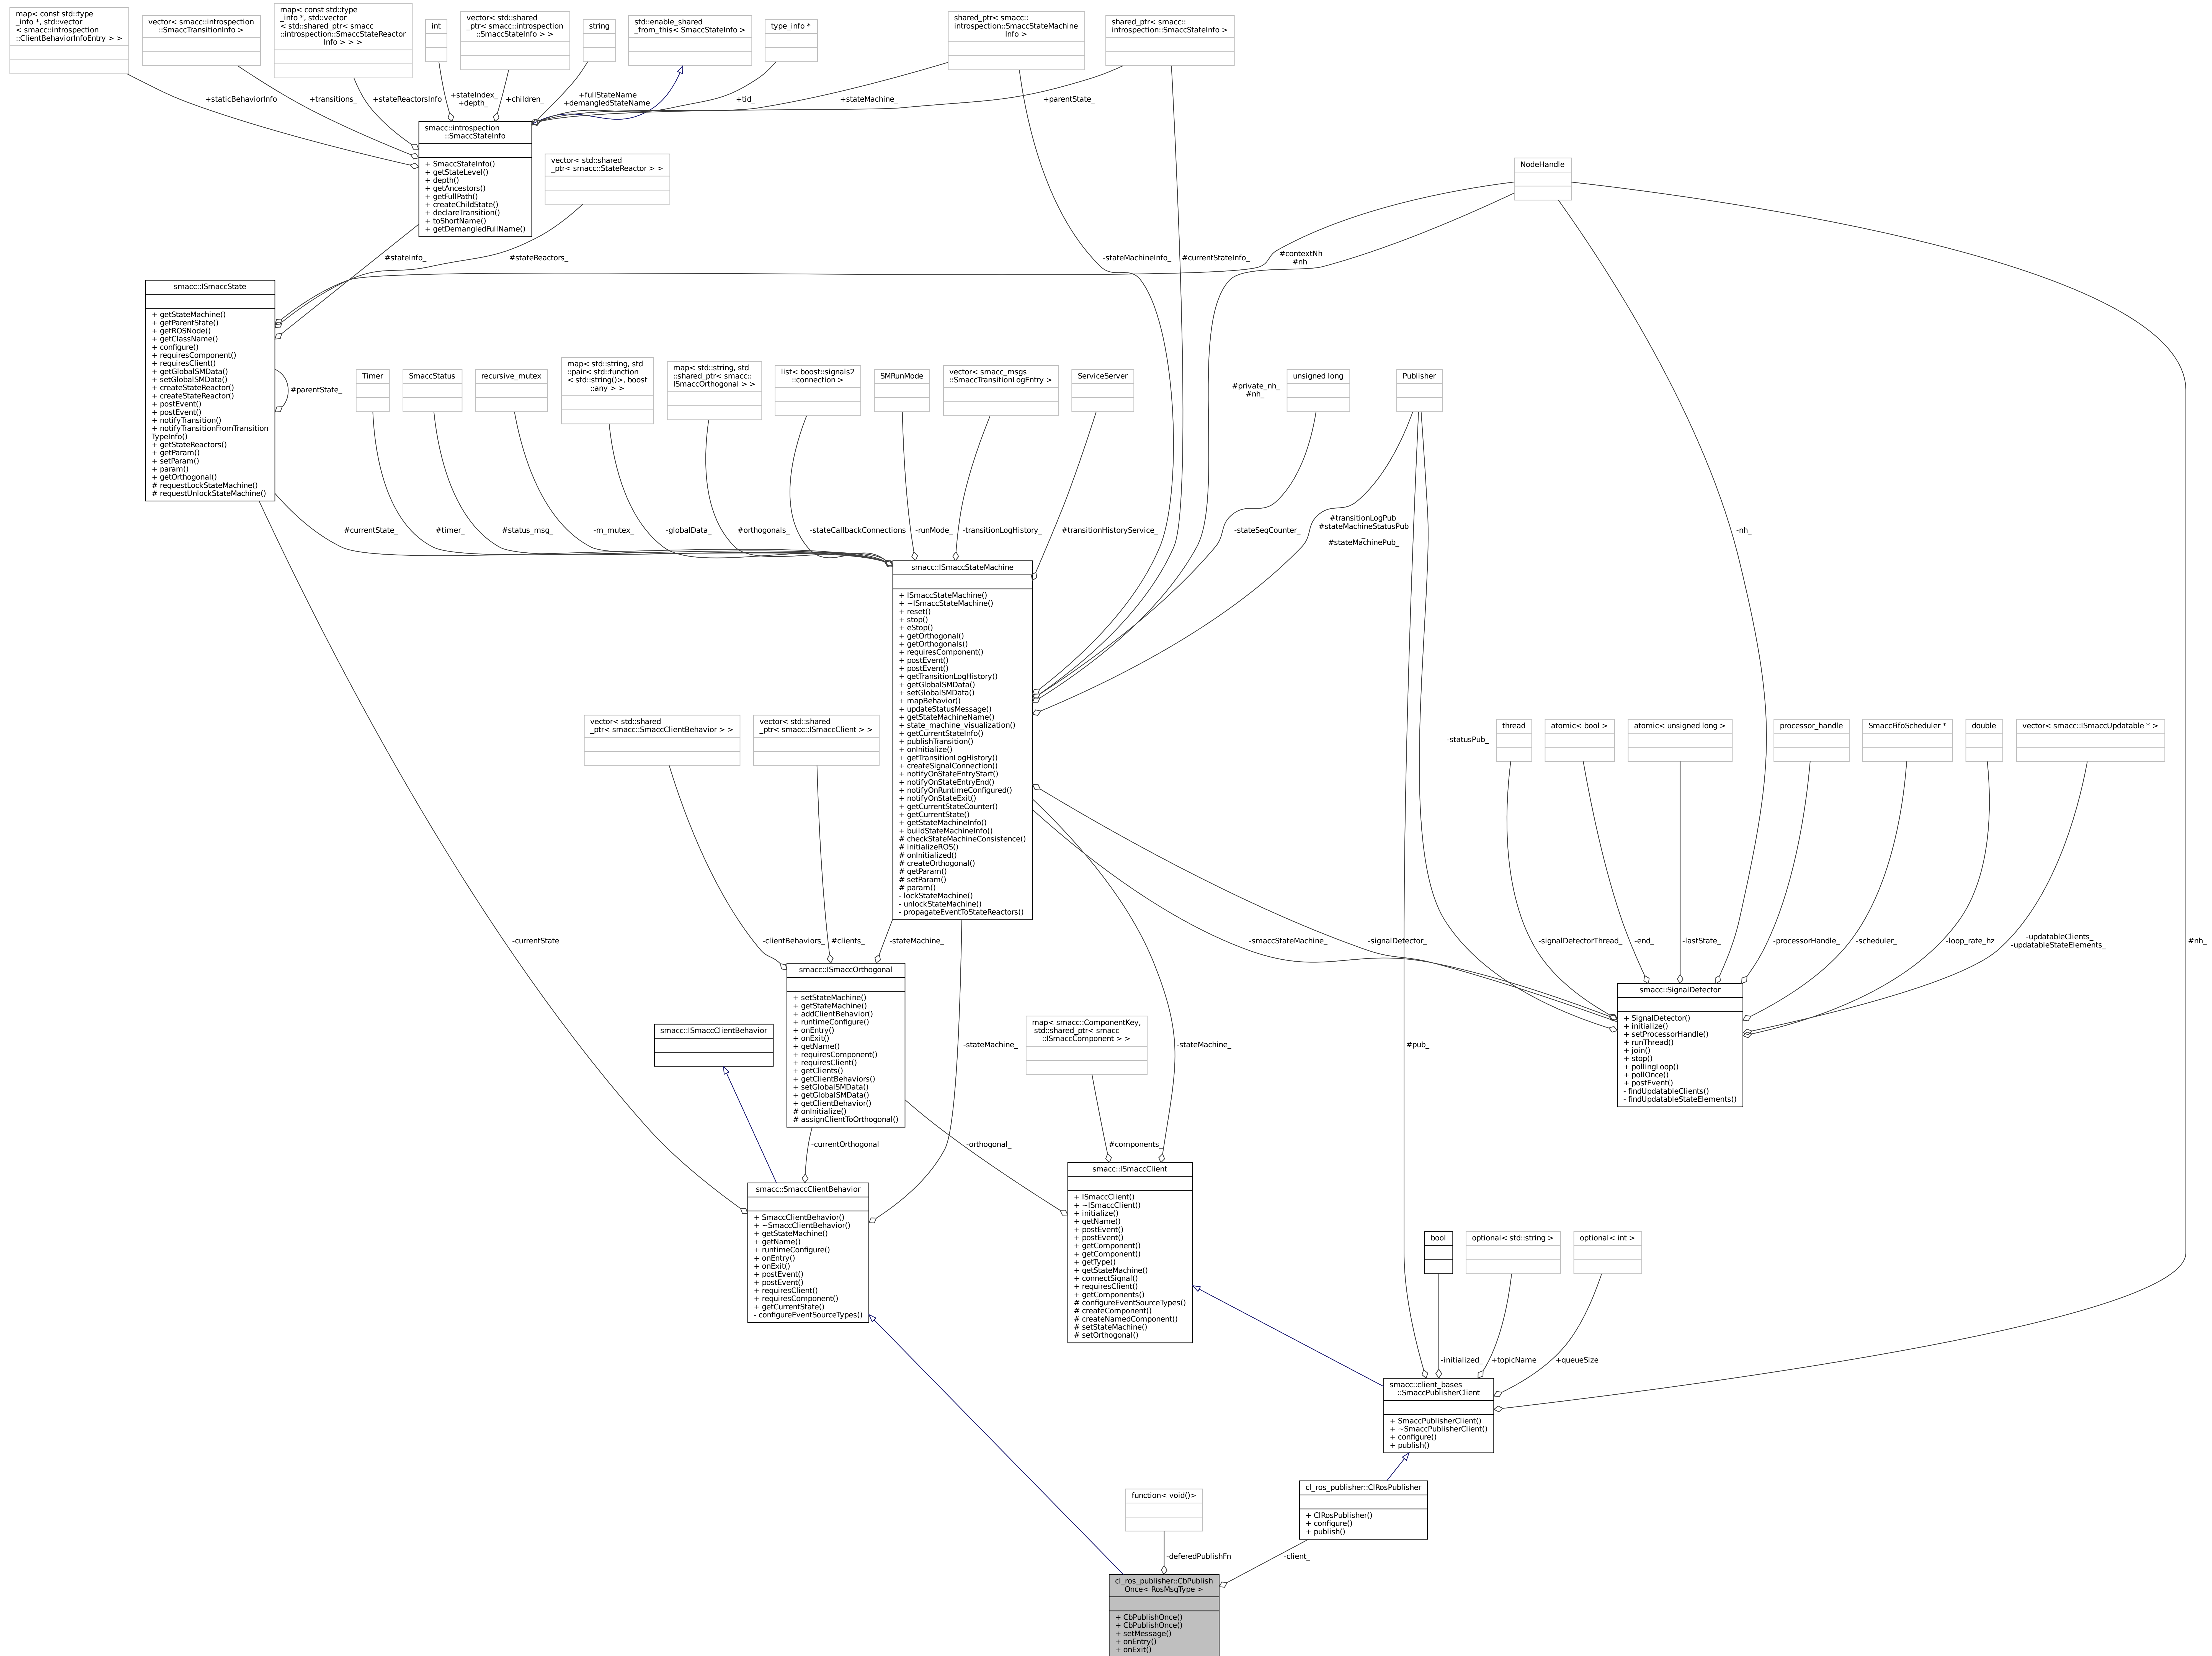 map< const std::type
_info *, std::vector
< smacc::introspection
::ClientBehaviorInfoEntry > >
vector< smacc::introspection
::SmaccTransitionInfo >
map< const std::type
_info *, std::vector
< std::shared_ptr< smacc
::introspection::SmaccStateReactor
Info > > >
int
vector< std::shared
_ptr< smacc::introspection
::SmaccStateInfo > >
string
std::enable_shared
_from_this< SmaccStateInfo >
type_info *
shared_ptr< smacc::
introspection::SmaccStateMachine
Info >
shared_ptr< smacc::
introspection::SmaccStateInfo >
+staticBehaviorInfo
+transitions_
+stateReactorsInfo
+stateIndex_
+depth_
+children_
+fullStateName
+demangledStateName
+tid_
+stateMachine_
+parentState_
smacc::introspection
::SmaccStateInfo
+ SmaccStateInfo()
+ getStateLevel()
+ depth()
+ getAncestors()
+ getFullPath()
+ createChildState()
+ declareTransition()
+ toShortName()
+ getDemangledFullName()
vector< std::shared
_ptr< smacc::StateReactor > >
NodeHandle
#stateInfo_
#stateReactors_
-stateMachineInfo_
#currentStateInfo_
#contextNh
#nh
smacc::ISmaccState
+ getStateMachine()
+ getParentState()
+ getROSNode()
+ getClassName()
+ configure()
+ requiresComponent()
+ requiresClient()
+ getGlobalSMData()
+ setGlobalSMData()
+ createStateReactor()
+ createStateReactor()
+ postEvent()
+ postEvent()
+ notifyTransition()
+ notifyTransitionFromTransition
TypeInfo()
+ getStateReactors()
+ getParam()
+ setParam()
+ param()
+ getOrthogonal()
# requestLockStateMachine()
# requestUnlockStateMachine()
#parentState_
Timer
SmaccStatus
recursive_mutex
map< std::string, std
::pair< std::function
< std::string()>, boost
::any > >
map< std::string, std
::shared_ptr< smacc::
ISmaccOrthogonal > >
list< boost::signals2
::connection >
SMRunMode
vector< smacc_msgs
::SmaccTransitionLogEntry >
ServiceServer
#private_nh_
#nh_
unsigned long
Publisher
#currentState_
#timer_
#status_msg_
-m_mutex_
-globalData_
#orthogonals_
-stateCallbackConnections
-runMode_
-transitionLogHistory_
#transitionHistoryService_
-stateSeqCounter_
#transitionLogPub_
#stateMachineStatusPub
_
#stateMachinePub_
-nh_
smacc::ISmaccStateMachine
+ ISmaccStateMachine()
+ ~ISmaccStateMachine()
+ reset()
+ stop()
+ eStop()
+ getOrthogonal()
+ getOrthogonals()
+ requiresComponent()
+ postEvent()
+ postEvent()
+ getTransitionLogHistory()
+ getGlobalSMData()
+ setGlobalSMData()
+ mapBehavior()
+ updateStatusMessage()
+ getStateMachineName()
+ state_machine_visualization()
+ getCurrentStateInfo()
+ publishTransition()
+ onInitialize()
+ getTransitionLogHistory()
+ createSignalConnection()
+ notifyOnStateEntryStart()
+ notifyOnStateEntryEnd()
+ notifyOnRuntimeConfigured()
+ notifyOnStateExit()
+ getCurrentStateCounter()
+ getCurrentState()
+ getStateMachineInfo()
+ buildStateMachineInfo()
# checkStateMachineConsistence()
# initializeROS()
# onInitialized()
# createOrthogonal()
# getParam()
# setParam()
# param()
- lockStateMachine()
- unlockStateMachine()
- propagateEventToStateReactors()
vector< std::shared
_ptr< smacc::SmaccClientBehavior > >
vector< std::shared
_ptr< smacc::ISmaccClient > >
-statusPub_
thread
atomic< bool >
atomic< unsigned long >
processor_handle
SmaccFifoScheduler *
double
vector< smacc::ISmaccUpdatable * >
-currentState
-clientBehaviors_
#clients_
-stateMachine_
-smaccStateMachine_
-signalDetector_
-signalDetectorThread_
-end_
-lastState_
-processorHandle_
-scheduler_
-loop_rate_hz
-updatableClients_
-updatableStateElements_
#nh_
smacc::ISmaccOrthogonal
+ setStateMachine()
+ getStateMachine()
+ addClientBehavior()
+ runtimeConfigure()
+ onEntry()
+ onExit()
+ getName()
+ requiresComponent()
+ requiresClient()
+ getClients()
+ getClientBehaviors()
+ setGlobalSMData()
+ getGlobalSMData()
+ getClientBehavior()
# onInitialize()
# assignClientToOrthogonal()
smacc::SignalDetector
+ SignalDetector()
+ initialize()
+ setProcessorHandle()
+ runThread()
+ join()
+ stop()
+ pollingLoop()
+ pollOnce()
+ postEvent()
- findUpdatableClients()
- findUpdatableStateElements()
smacc::ISmaccClientBehavior
map< smacc::ComponentKey,
std::shared_ptr< smacc
::ISmaccComponent > >
-stateMachine_
-stateMachine_
#pub_
-currentOrthogonal
-orthogonal_
#components_
smacc::SmaccClientBehavior
+ SmaccClientBehavior()
+ ~SmaccClientBehavior()
+ getStateMachine()
+ getName()
+ runtimeConfigure()
+ onEntry()
+ onExit()
+ postEvent()
+ postEvent()
+ requiresClient()
+ requiresComponent()
+ getCurrentState()
- configureEventSourceTypes()
smacc::ISmaccClient
+ ISmaccClient()
+ ~ISmaccClient()
+ initialize()
+ getName()
+ postEvent()
+ postEvent()
+ getComponent()
+ getComponent()
+ getType()
+ getStateMachine()
+ connectSignal()
+ requiresClient()
+ getComponents()
# configureEventSourceTypes()
# createComponent()
# createNamedComponent()
# setStateMachine()
# setOrthogonal()
bool
optional< std::string >
optional< int >
-initialized_
+topicName
+queueSize
smacc::client_bases
::SmaccPublisherClient
+ SmaccPublisherClient()
+ ~SmaccPublisherClient()
+ configure()
+ publish()
function< void()>
cl_ros_publisher::ClRosPublisher
+ ClRosPublisher()
+ configure()
+ publish()
-deferedPublishFn
-client_
cl_ros_publisher::CbPublish
Once< RosMsgType >
+ CbPublishOnce()
+ CbPublishOnce()
+ setMessage()
+ onEntry()
+ onExit()